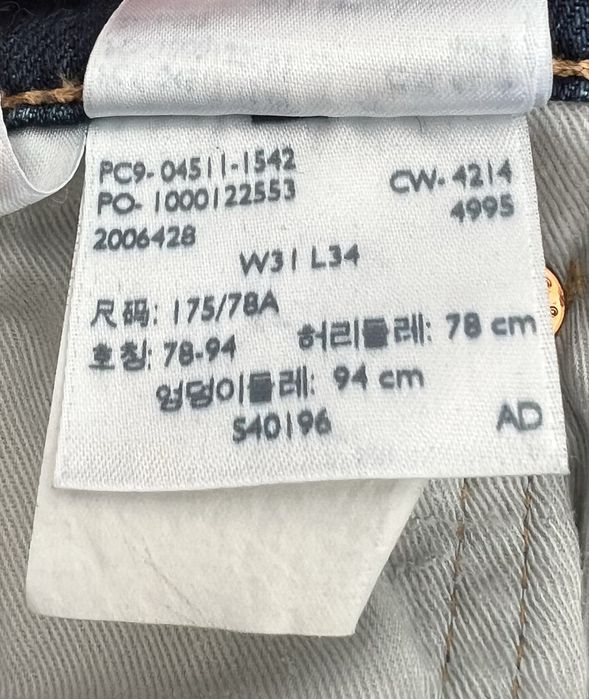 PC9-04511-1542
PO-1000122553
CW-4214
4995
2006428
W31 L34
尺码: 175/78A
호칭: 78-94
허리둘레: 78 cm
엉덩이둘레: 94 cm
S40196
AD